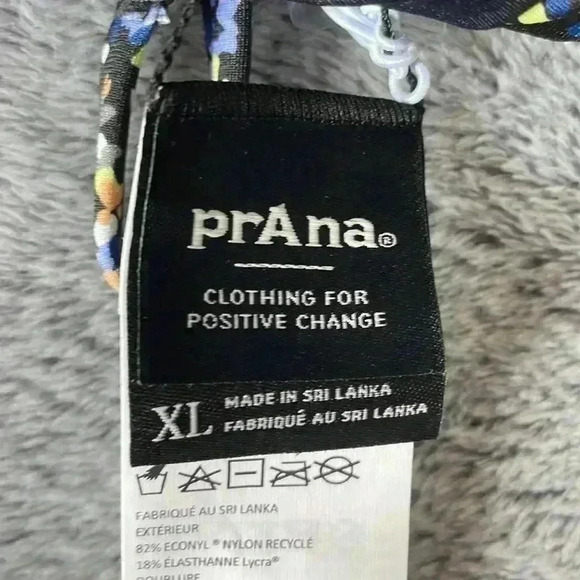 prAna®
CLOTHING FOR
POSITIVE CHANGE
XL
MADE IN SRI LANKA
FABRIQUÉ AU SRI LANKA
FABRIQUÉ AU SRI LANKA
EXTÉRIEUR
82% ECONYL® NYLON RECYCLÉ
18% ÉLASTHANNE Lycra®
DOUBLURE